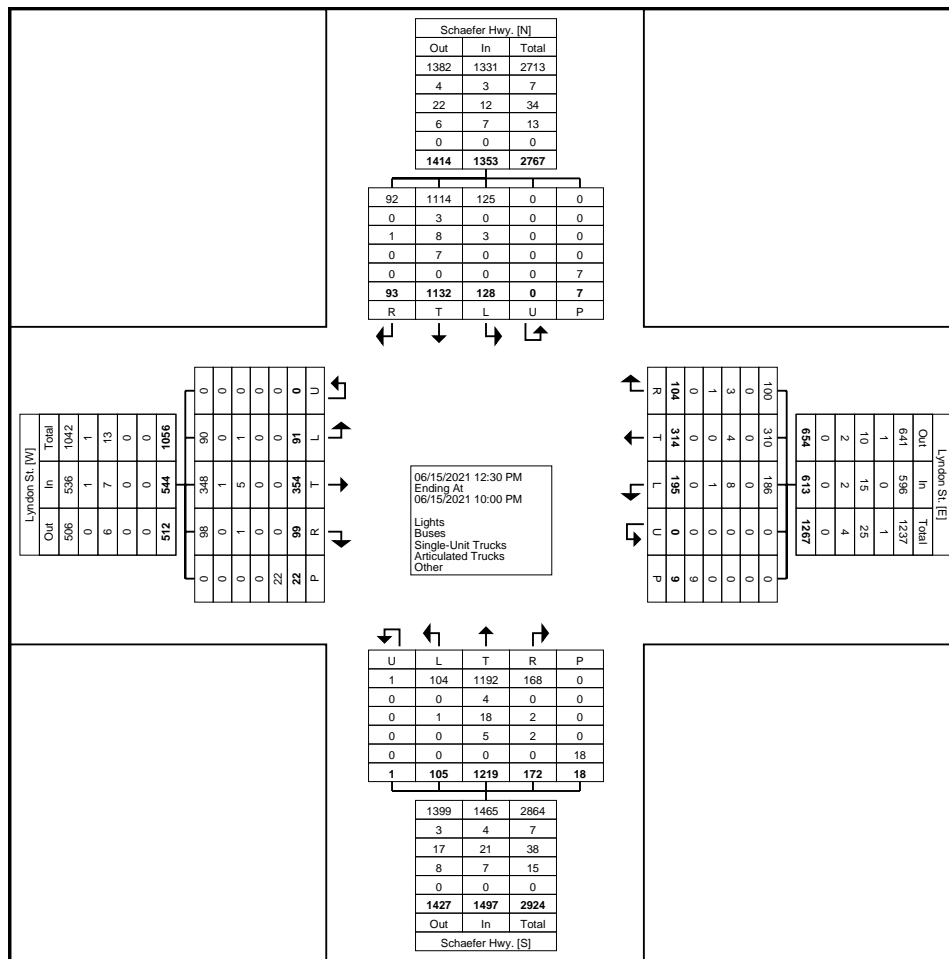 Schaefer Hwy. [N]
Out In Total
1382 1331 2713
4 3 7
22 12 34
6 7 13
0 0 0
1414 1353 2767
92 1114 125 0 0
0 3 0 0 0
1 8 3 0 0
0 7 0 0 0
0 0 0 0 7
93 1132 128 0 7
R T L U P
Lyndon St. [W]
Total In Out
1042 536 506
1 1 0
13 7 6
0 0 0
0 0 0
1056 544 512
0 90 348 98 0
0 0 1 0 0
0 1 5 1 0
0 0 0 0 0
0 0 0 0 22
0 91 354 99 22
U L T R P
06/15/2021 12:30 PM
Ending At
06/15/2021 10:00 PM
Lights
Buses
Single-Unit Trucks
Articulated Trucks
Other
R T L U P
104 314 195 0 9
0 0 0 0 9
1 0 1 0 0
3 4 8 0 0
0 0 0 0 0
100 310 186 0 0
Lyndon St. [E]
Out In Total
641 596 1237
1 0 1
10 15 25
2 2 4
0 0 0
654 613 1267
U L T R P
1 104 1192 168 0
0 0 4 0 0
0 1 18 2 0
0 0 5 2 0
0 0 0 0 18
1 105 1219 172 18
1399 1465 2864
3 4 7
17 21 38
8 7 15
0 0 0
1427 1497 2924
Out In Total
Schaefer Hwy. [S]